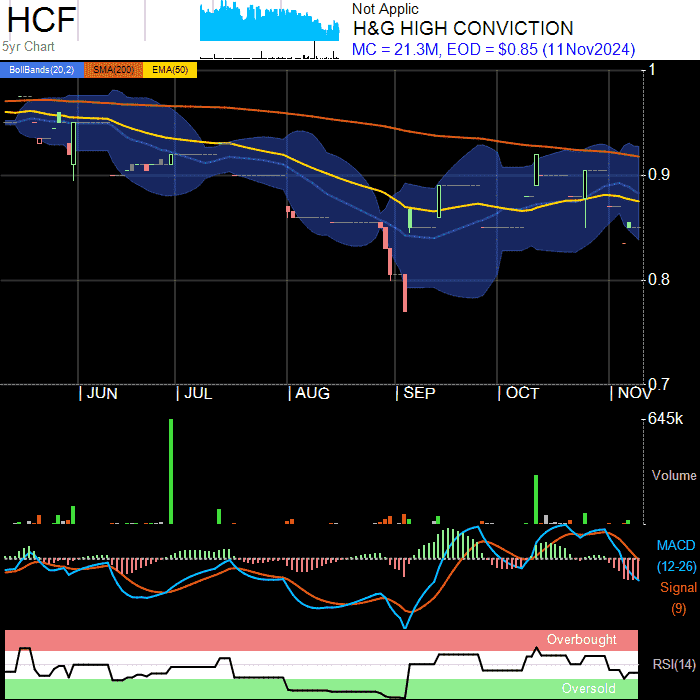 HCF
5yr Chart
Not Applic
H&G HIGH CONVICTION
MC = 21.3M, EOD = $0.85 (11Nov2024)
BollBands(20,2) SMA(200) EMA(50)
1
0.9
0.8
0.7
JUN JUL AUG SEP OCT NOV
645k
Volume
MACD
(12-26)
Signal
(9)
Overbought
RSI(14)
Oversold